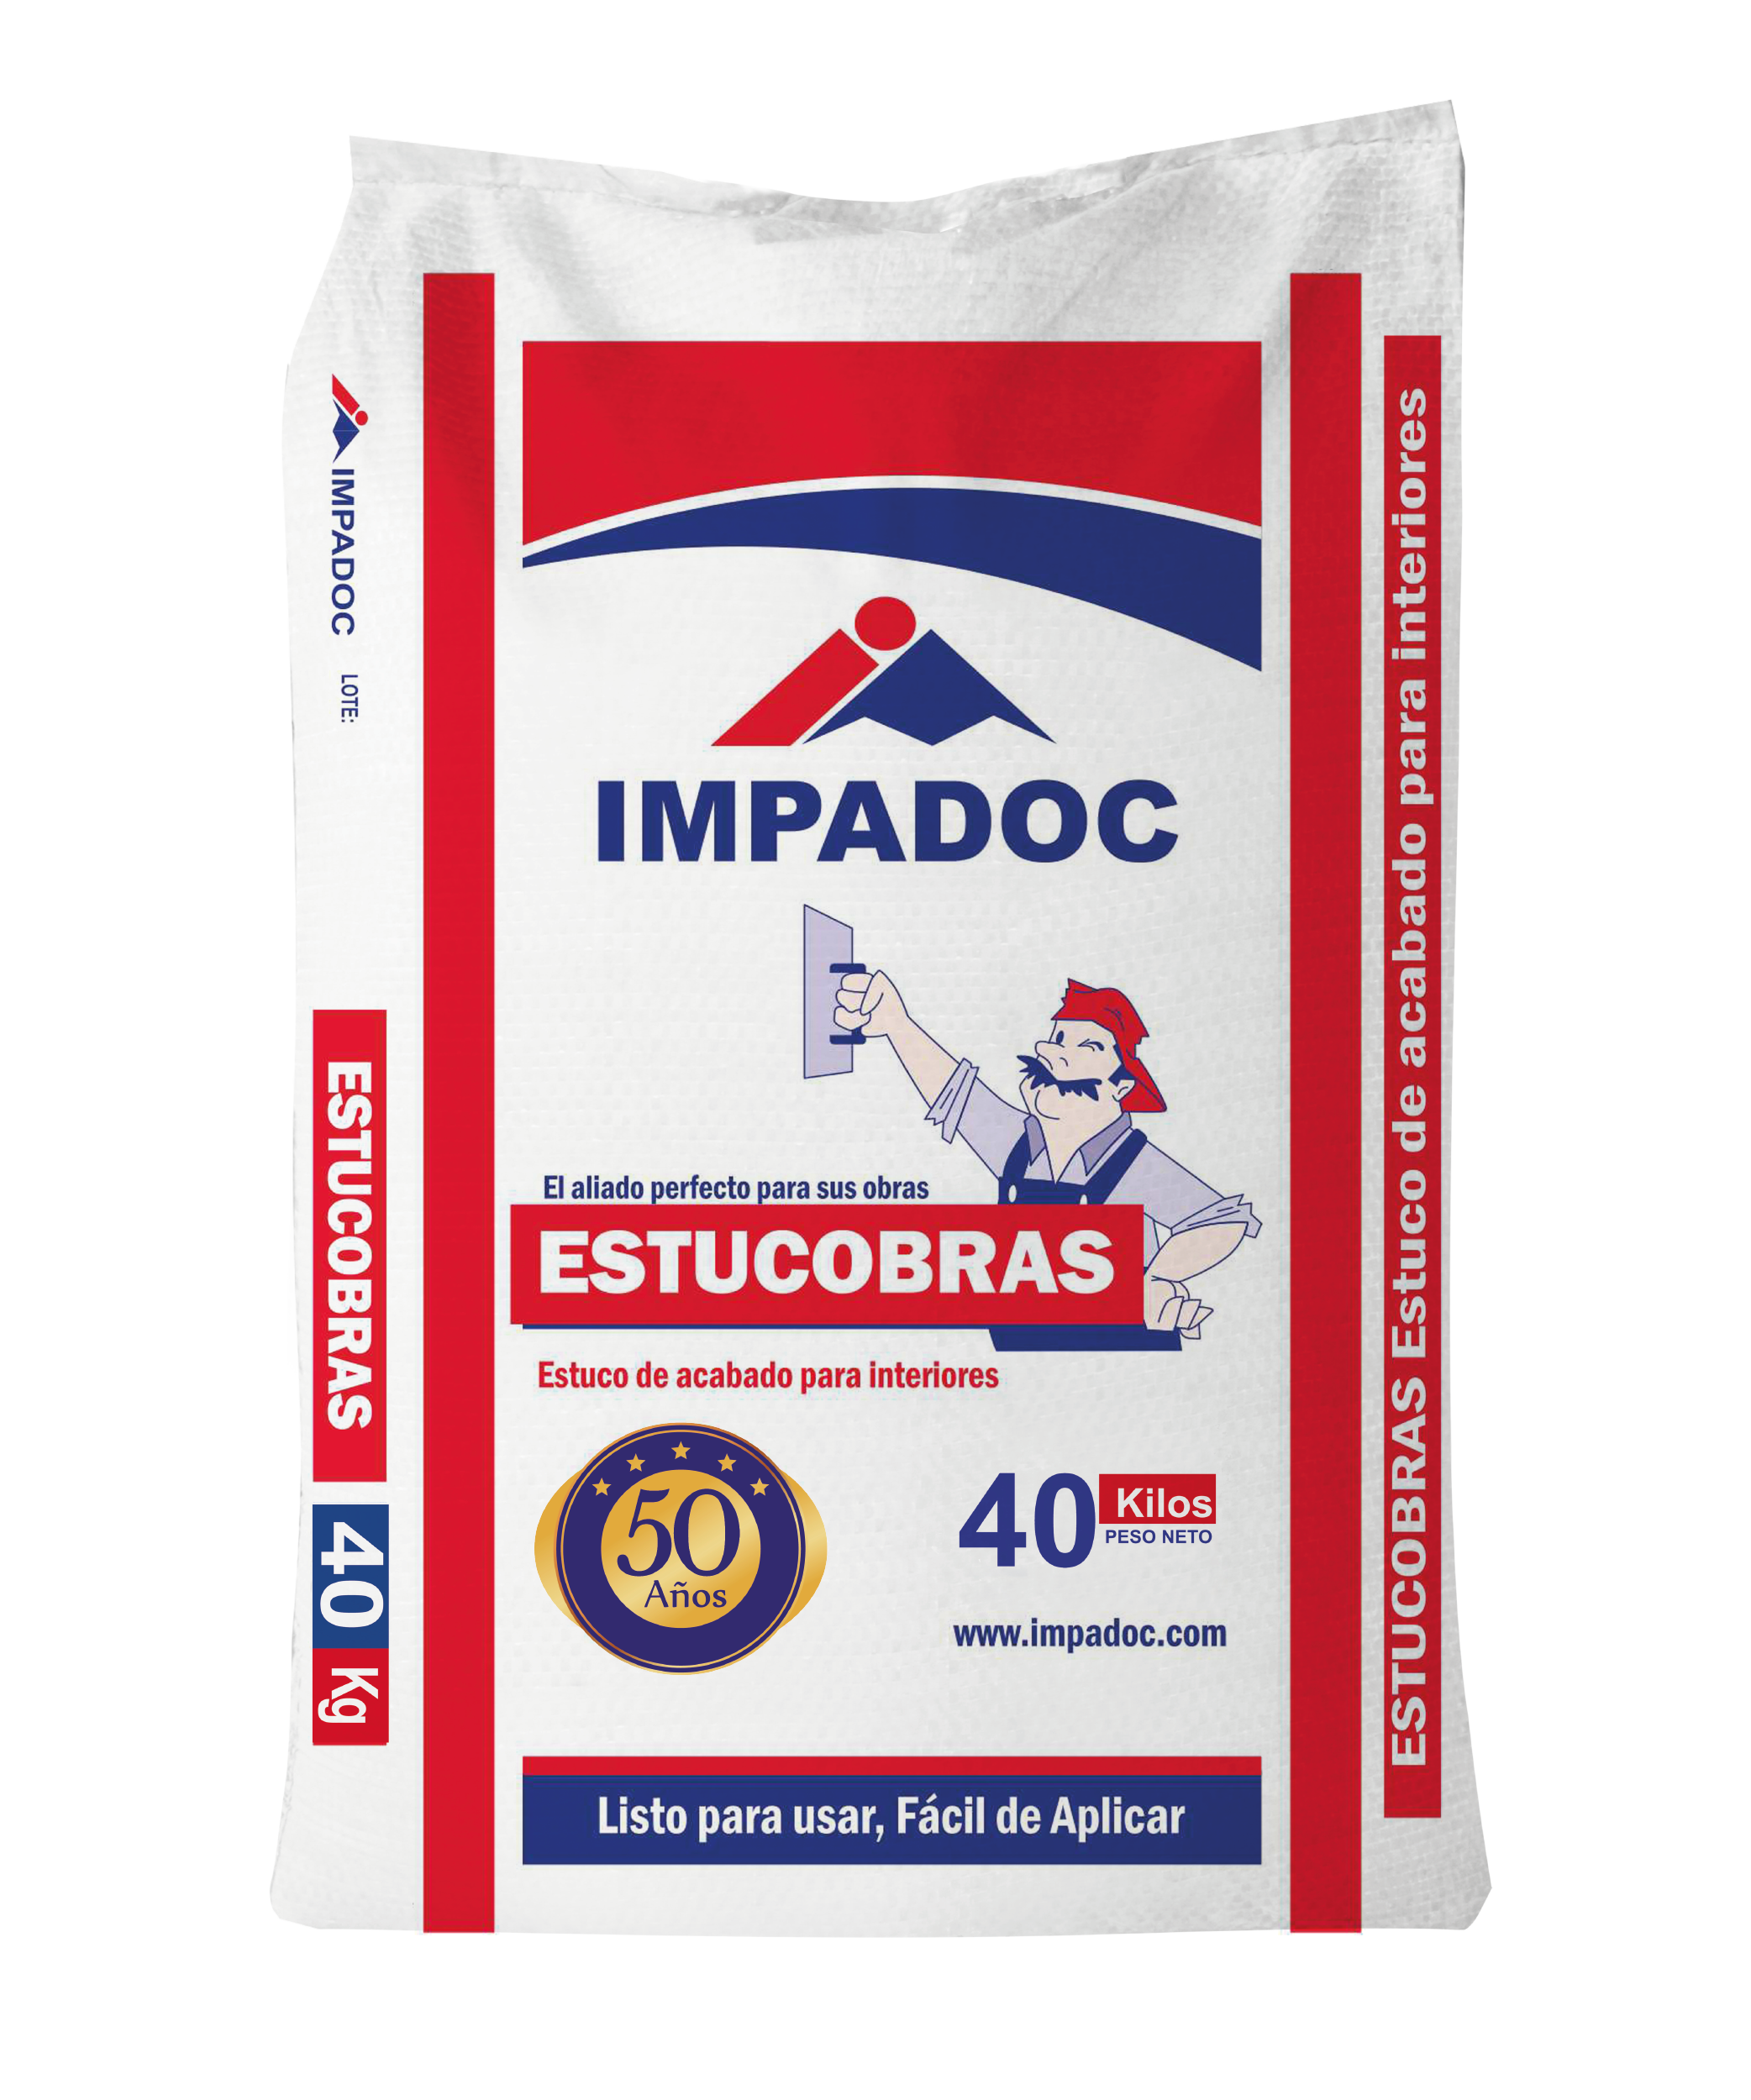 IMPADOC
El aliado perfecto para sus obras
ESTUCOBRAS
Estuco de acabado para interiores
50
Años
40 Kilos
PESO NETO
www.impadoc.com
Listo para usar, Fácil de Aplicar
IMPADOC LOTE:
ESTUCOBRAS
40 Kg
ESTUCOBRAS Estuco de acabado para interiores